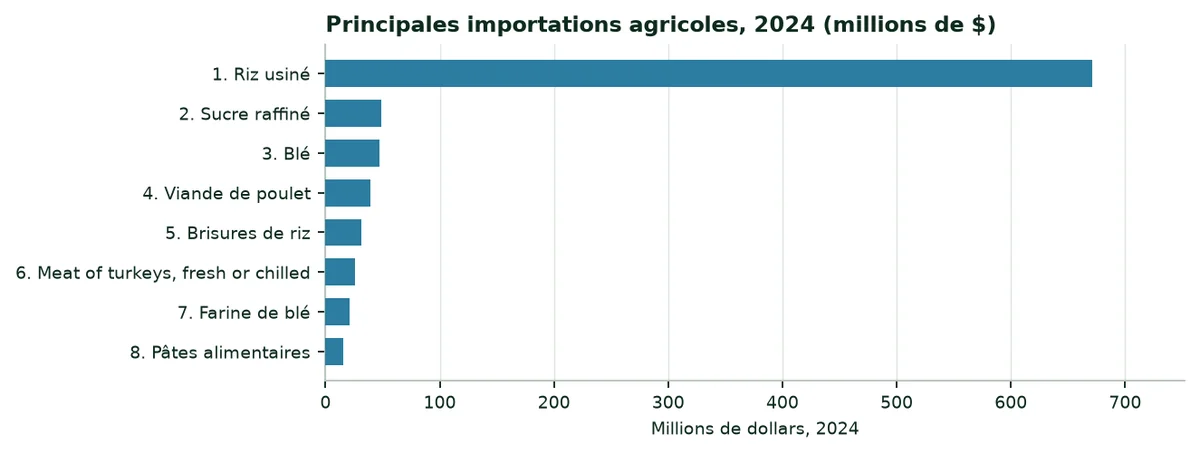 Principales importations agricoles, 2024 (millions de $)
1. Riz usiné
2. Sucre raffiné
3. Blé
4. Viande de poulet
5. Brisures de riz
6. Meat of turkeys, fresh or chilled
7. Farine de blé
8. Pâtes alimentaires
0 100 200 300 400 500 600 700
Millions de dollars, 2024